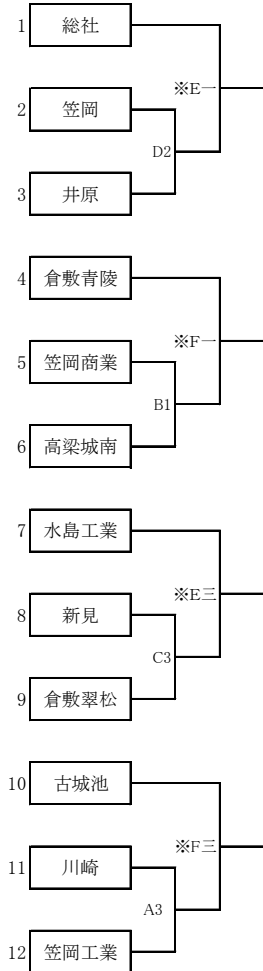 1 総社
※E一
2 笠岡
D2
3 井原
4 倉敷青陵
※F一
5 笠岡商業
B1
6 高梁城南
7 水島工業
※E三
8 新見
C3
9 倉敷翠松
10 古城池
※F三
11 川崎
A3
12 笠岡工業